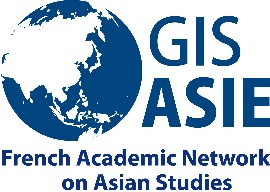 GIS
ASIE
French Academic Network
on Asian Studies